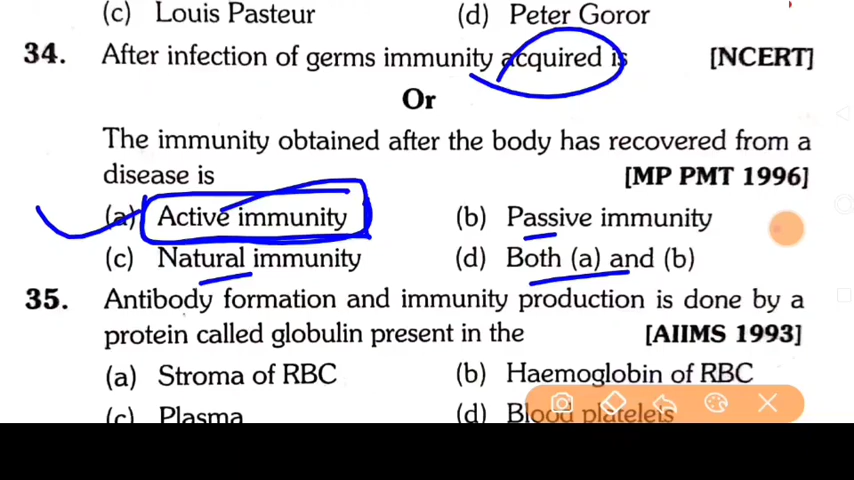 (c) Louis Pasteur (d) Peter Goror
34. After infection of germs immunity acquired is [NCERT]
Or
The immunity obtained after the body has recovered from a
disease is [MP PMT 1996]
(a) Active immunity (b) Passive immunity
(c) Natural immunity (d) Both (a) and (b)
35. Antibody formation and immunity production is done by a
protein called globulin present in the [AIIMS 1993]
(a) Stroma of RBC (b) Haemoglobin of RBC
(c) Plasma (d) Blood platelets